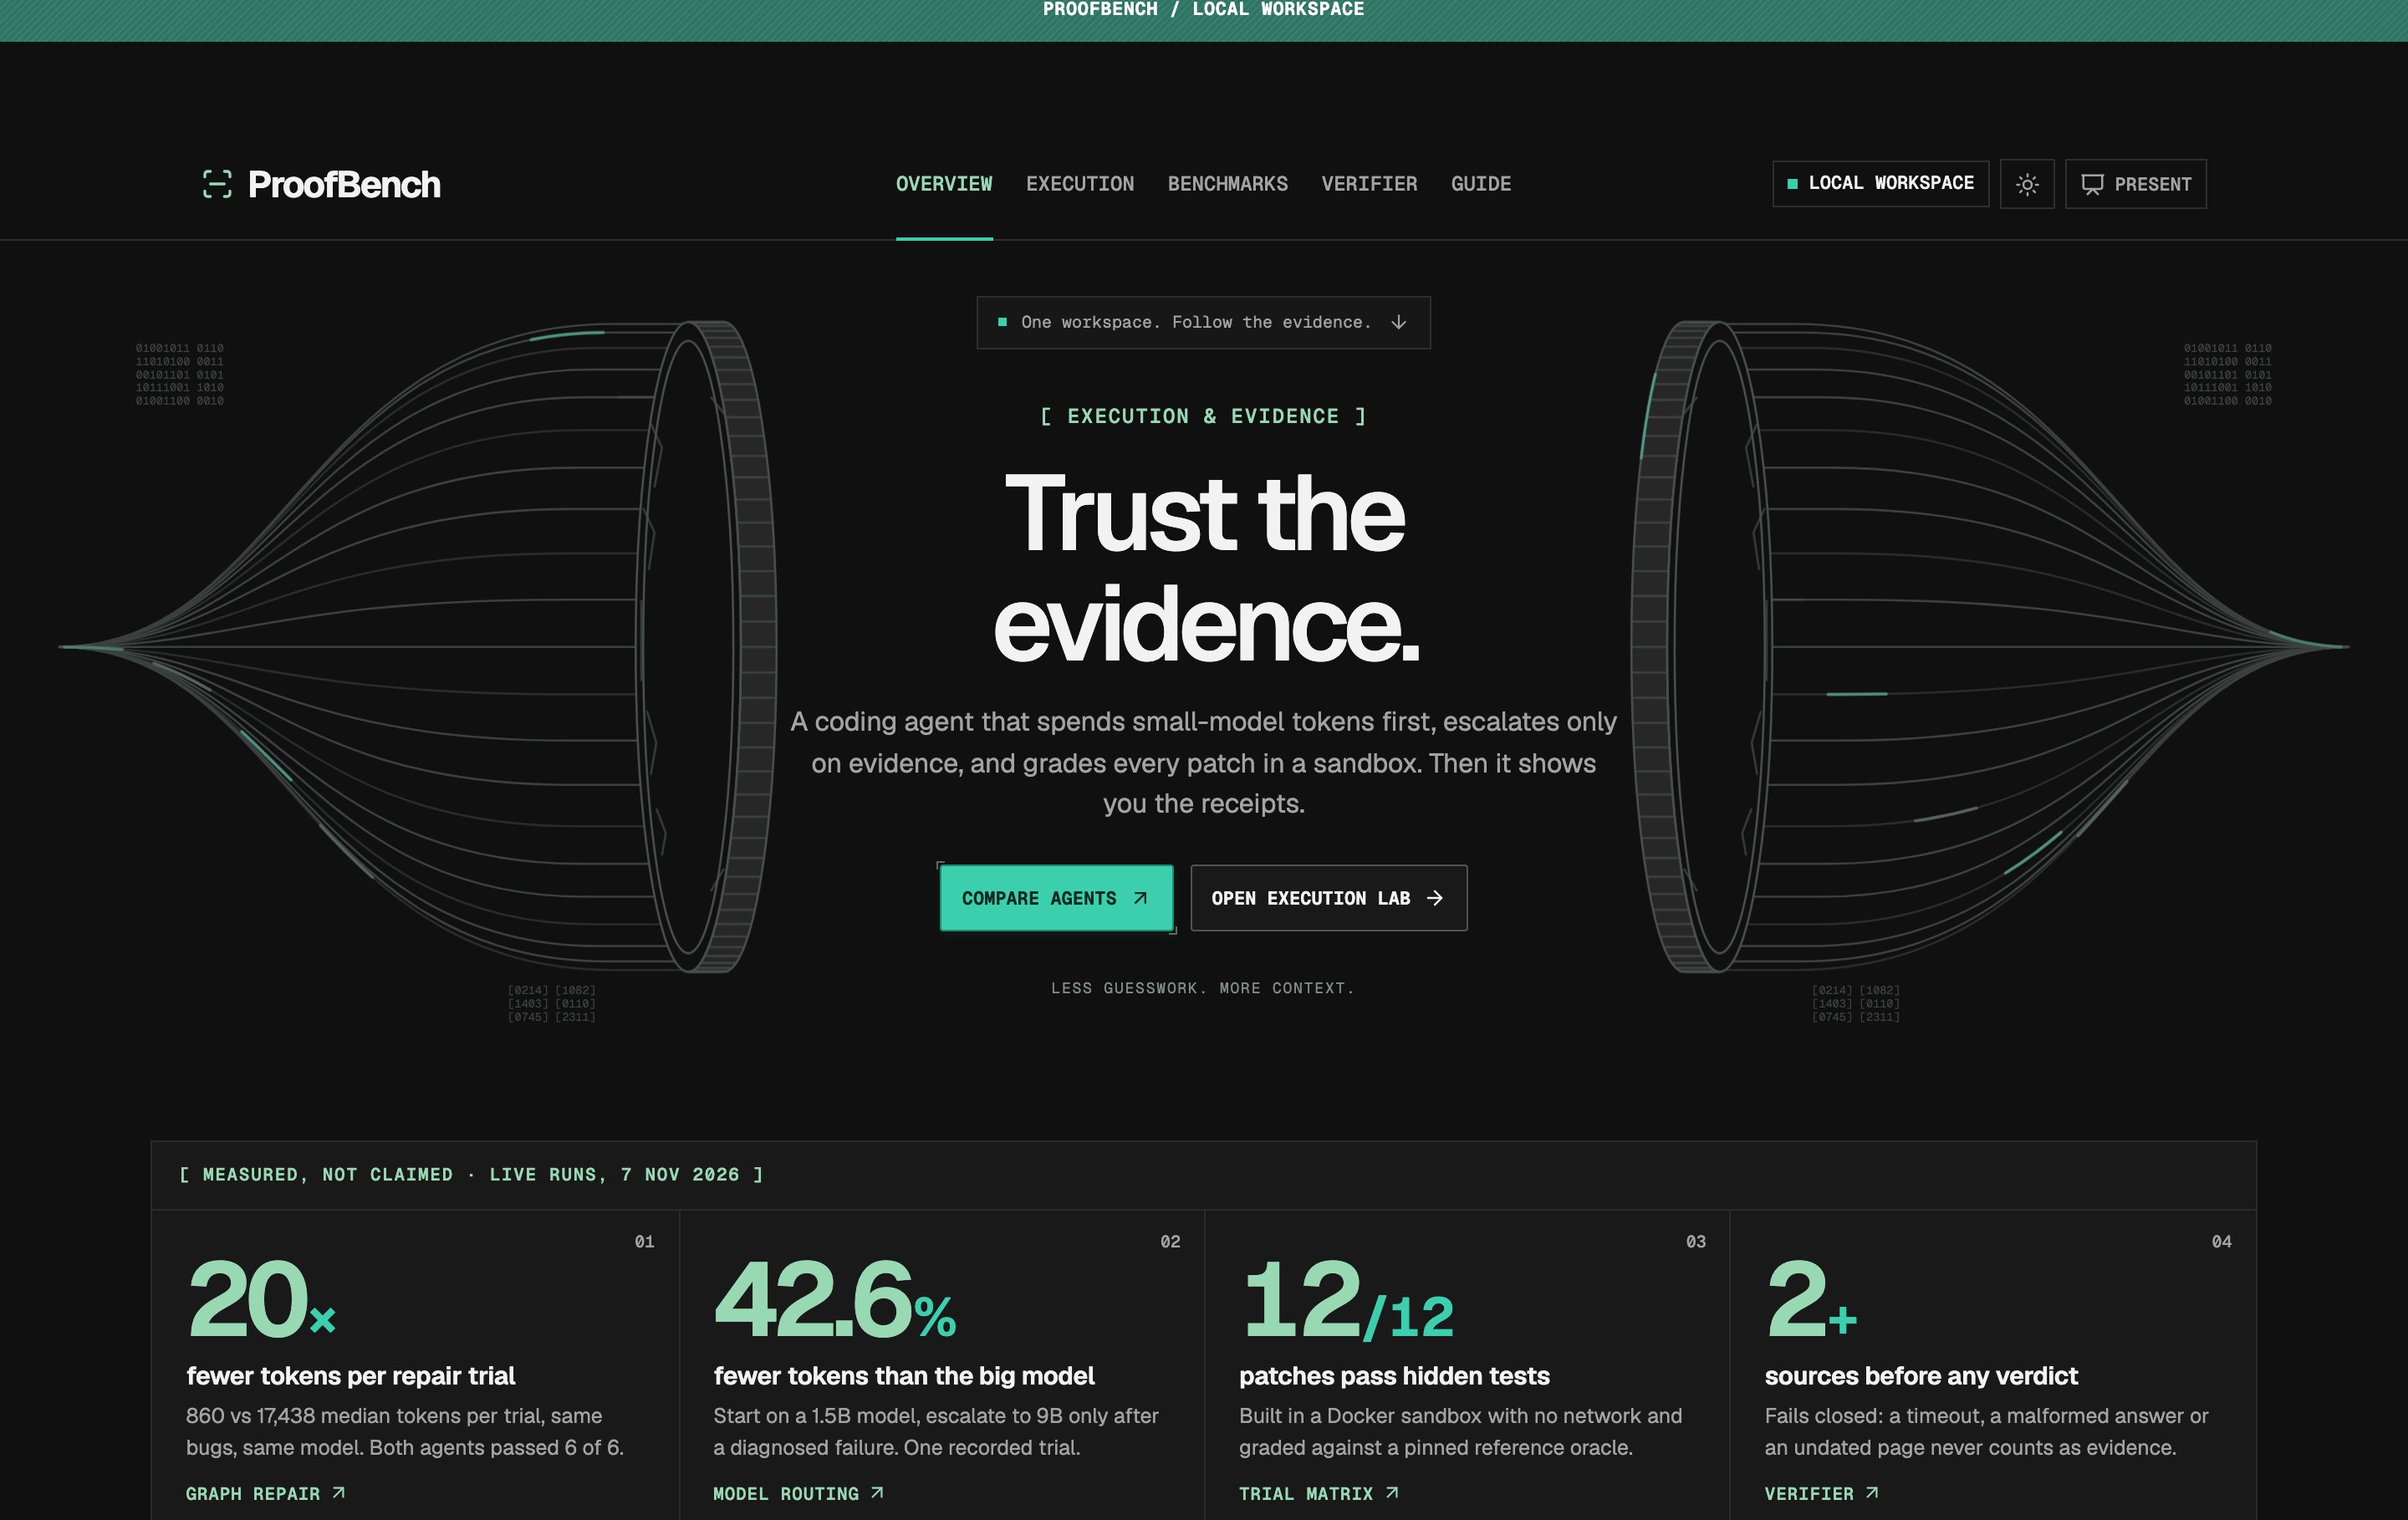 PROOFBENCH / LOCAL WORKSPACE
ProofBench
OVERVIEW EXECUTION BENCHMARKS VERIFIER GUIDE
LOCAL WORKSPACE
PRESENT
One workspace. Follow the evidence.
01001011 0110
11010100 0011
00101101 0101
10111001 1010
01001100 0010
01001011 0110
11010100 0011
00101101 0101
10111001 1010
01001100 0010
[ EXECUTION & EVIDENCE ]
Trust the
evidence.
A coding agent that spends small-model tokens first, escalates only
on evidence, and grades every patch in a sandbox. Then it shows
you the receipts.
COMPARE AGENTS
OPEN EXECUTION LAB
LESS GUESSWORK. MORE CONTEXT.
[0214] [1082]
[1403] [0110]
[0745] [2311]
[0214] [1082]
[1403] [0110]
[0745] [2311]
[ MEASURED, NOT CLAIMED · LIVE RUNS, 7 NOV 2026 ]
01
20×
fewer tokens per repair trial
860 vs 17,438 median tokens per trial, same
bugs, same model. Both agents passed 6 of 6.
GRAPH REPAIR
02
42.6%
fewer tokens than the big model
Start on a 1.5B model, escalate to 9B only after
a diagnosed failure. One recorded trial.
MODEL ROUTING
03
12/12
patches pass hidden tests
Built in a Docker sandbox with no network and
graded against a pinned reference oracle.
TRIAL MATRIX
04
2+
sources before any verdict
Fails closed: a timeout, a malformed answer or
an undated page never counts as evidence.
VERIFIER